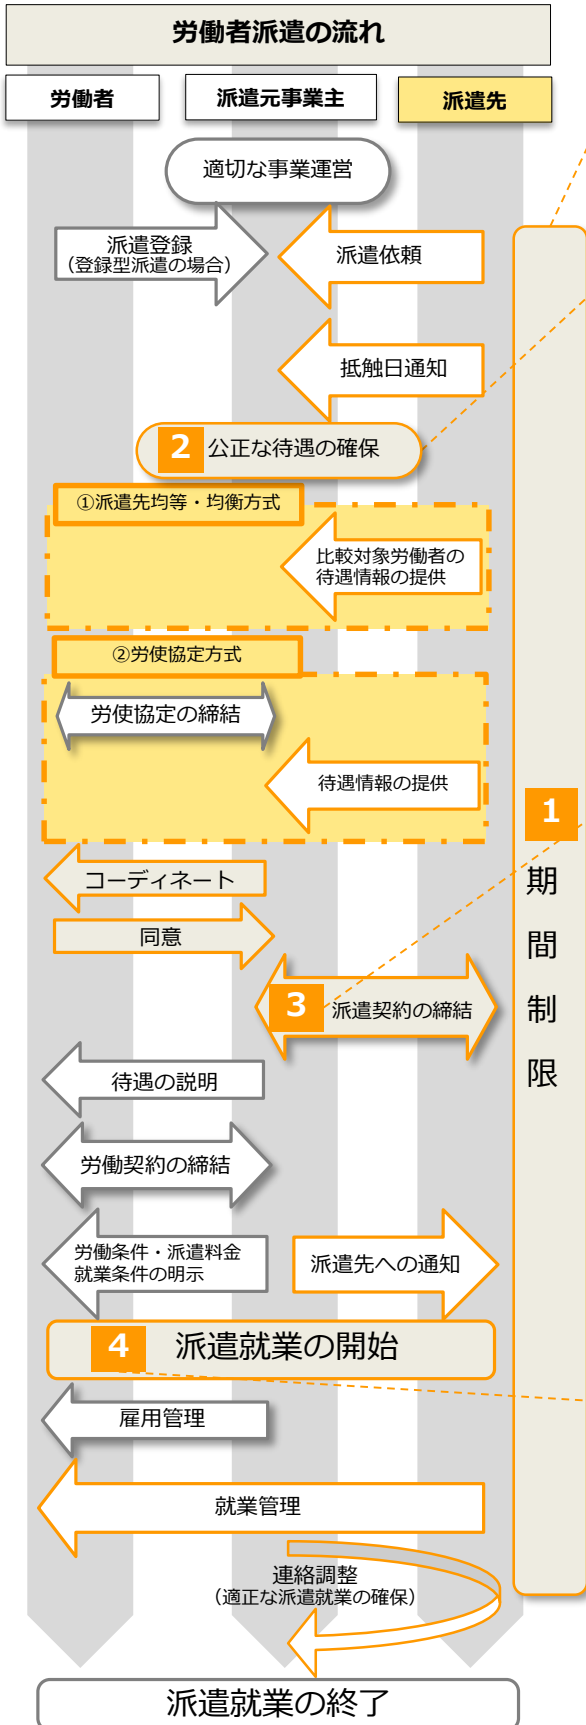 労働者派遣の流れ
労働者
派遣元事業主
派遣先
適切な事業運営
派遣登録
（登録型派遣の場合）
派遣依頼
抵触日通知
2 公正な待遇の確保
①派遣先均等・均衡方式
比較対象労働者の
待遇情報の提供
②労使協定方式
労使協定の締結
待遇情報の提供
1
期
間
制
限
コーディネート
同意
3 派遣契約の締結
待遇の説明
労働契約の締結
労働条件・派遣料金
就業条件の明示
派遣先への通知
4 派遣就業の開始
雇用管理
就業管理
連絡調整
（適正な派遣就業の確保）
派遣就業の終了